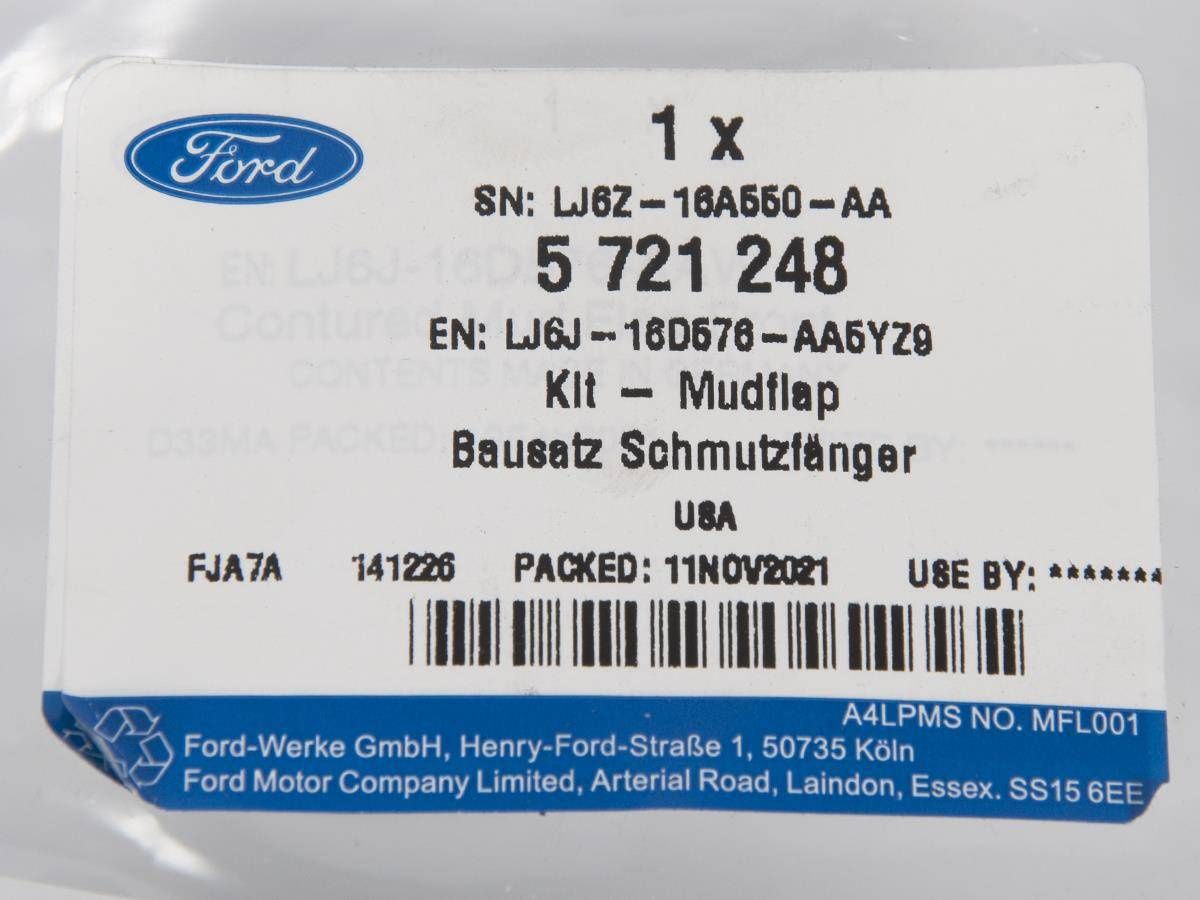 Ford
1 x
SN: LJ6Z-16A550-AA
5 721 248
EN: LJ6J-16D576-AA5YZ9
Kit - Mudflap
Bausatz Schmutzfänger
USA
FJA7A 141226 PACKED: 11NOV2021 USE BY: *******
A4LPMS NO. MFL001
Ford-Werke GmbH, Henry-Ford-Straße 1, 50735 Köln
Ford Motor Company Limited, Arterial Road, Laindon, Essex. SS15 6EE